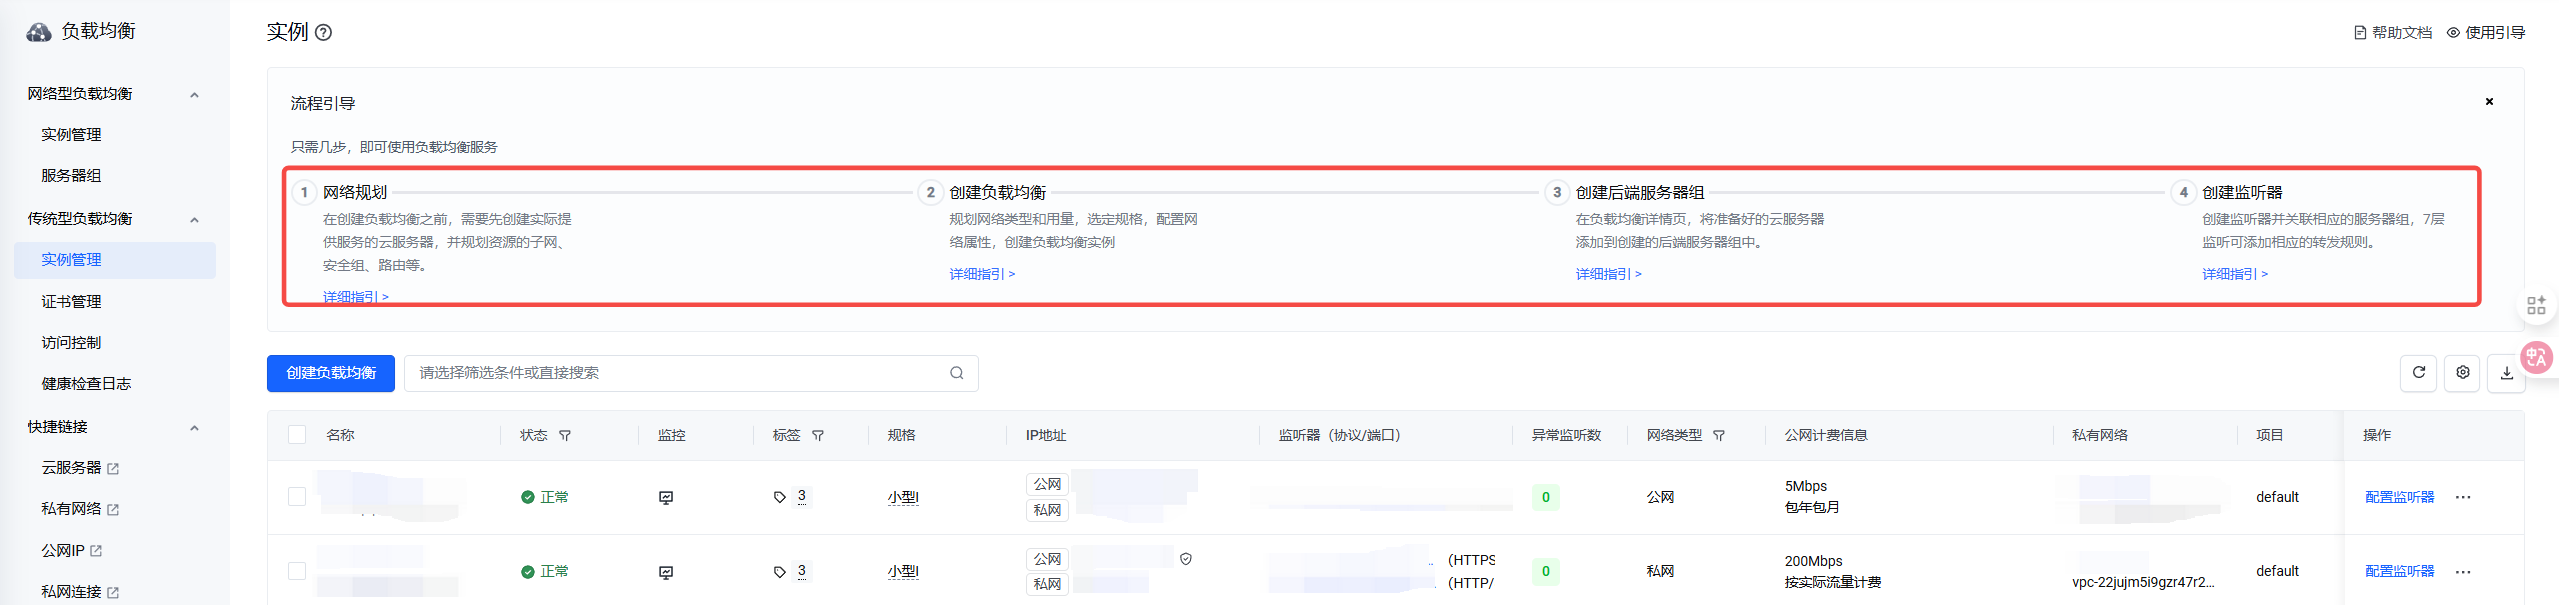 负载均衡
网络型负载均衡
实例管理
服务器组
传统型负载均衡
实例管理
证书管理
访问控制
健康检查日志
快捷链接
云服务器
私有网络
公网IP
私网连接
实例
帮助文档 使用引导
流程引导
只需几步，即可使用负载均衡服务
1 网络规划
在创建负载均衡之前，需要先创建实际提
供服务的云服务器，并规划资源的子网、
安全组、路由等。
详细指引 >
2 创建负载均衡
规划网络类型和用量，选定规格，配置网
络属性，创建负载均衡实例
详细指引 >
3 创建后端服务器组
在负载均衡详情页，将准备好的云服务器
添加到创建的后端服务器组中。
详细指引 >
4 创建监听器
创建监听器并关联相应的服务器组，7层
监听可添加相应的转发规则。
详细指引 >
创建负载均衡 请选择筛选条件或直接搜索
名称 状态 监控 标签 规格 IP地址 监听器（协议/端口） 异常监听数 网络类型 公网计费信息 私有网络 项目 操作
正常 3 小型I 公网 0 公网 5Mbps default 配置监听器 ...
私网 包年包月
正常 3 小型I 公网 (HTTPS 0 私网 200Mbps default 配置监听器 ...
私网 (HTTP/ 按实际流量计费 vpc-22jujm5i9gzr47r2...
中A